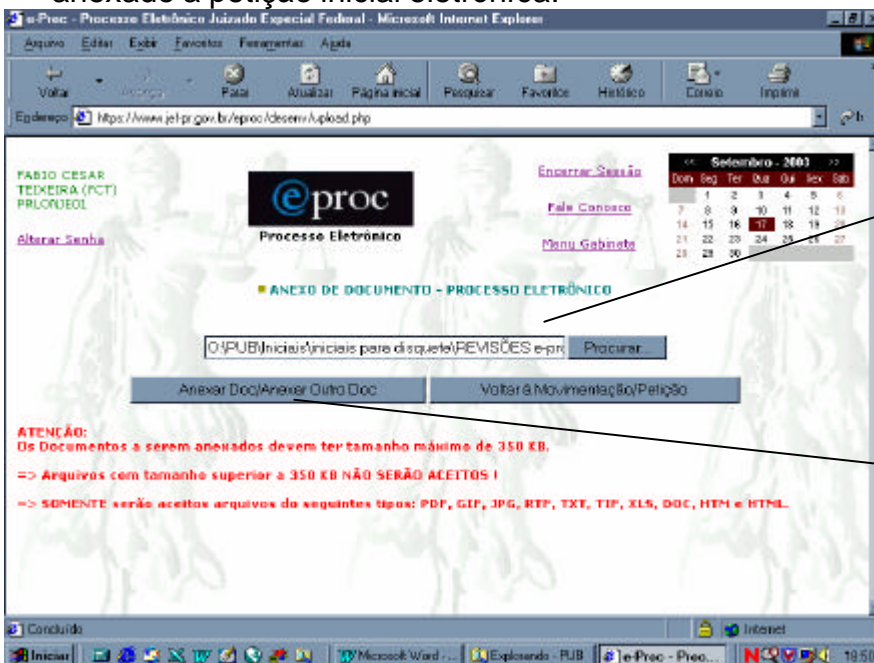 anexado à petição inicial eletrônica.
e-Proc - Processo Eletrônico Juizado Especial Federal - Microsoft Internet Explorer
Arquivo Editar Exibir Favoritos Ferramentas Ajuda
Voltar Avançar Parar Atualizar Página inicial Pesquisar Favoritos Histórico Correio Imprimir
Endereço https://www.jef-pr.gov.br/eproc/desenv/upload.php
FABIO CESAR
TEIXEIRA (FCT)
PRLONJE01
Alterar Senha
eproc
Processo Eletrônico
Encerrar Sessão
Fale Conosco
Menu Gabinete
<< Setembro - 2003 >>
Dom Seg Ter Qua Qui Sex Sáb
1 2 3 4 5 6
7 8 9 10 11 12 13
14 15 16 17 18 19 20
21 22 23 24 25 26 27
28 29 30
ANEXO DE DOCUMENTO - PROCESSO ELETRÔNICO
O:\PUB\Iniciais\iniciais para disquete\REVISÕES e-pro Procurar...
Anexar Doc/Anexar Outro Doc Voltar à Movimentação/Petição
ATENÇÃO:
Os Documentos a serem anexados devem ter tamanho máximo de 350 KB.
=> Arquivos com tamanho superior a 350 KB NÃO SERÃO ACEITOS !
=> SOMENTE serão aceitos arquivos do seguintes tipos: PDF, GIF, JPG, RTF, TXT, TIF, XLS, DOC, HTM e HTML.
Concluído Internet
Iniciar Microsoft Word - ... Explorando - PUB e-Proc - Proc... 18:50